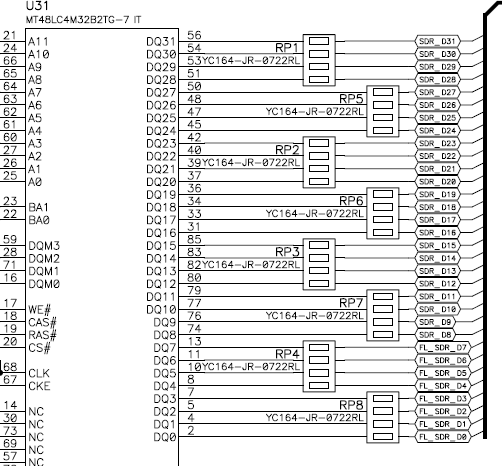 U31
MT48LC4M32B2TG-7 IT
21 A11 DQ31 56 SDR_D31
24 A10 DQ30 54 RP1 SDR_D30
66 A9 DQ29 53 YC164-JR-0722RL SDR_D29
65 A8 DQ28 51 SDR_D28
64 A7 DQ27 50 SDR_D27
63 A6 DQ26 48 RP5 SDR_D26
62 A5 DQ25 47 YC164-JR-0722RL SDR_D25
61 A4 DQ24 45 SDR_D24
60 A3 DQ23 42 SDR_D23
27 A2 DQ22 40 RP2 SDR_D22
26 A1 DQ21 39 YC164-JR-0722RL SDR_D21
25 A0 DQ20 37 SDR_D20
DQ19 36 SDR_D19
23 BA1 DQ18 34 RP6 SDR_D18
22 BA0 DQ17 33 YC164-JR-0722RL SDR_D17
DQ16 31 SDR_D16
59 DQM3 DQ15 85 SDR_D15
28 DQM2 DQ14 83 RP3 SDR_D14
71 DQM1 DQ13 82 YC164-JR-0722RL SDR_D13
16 DQM0 DQ12 80 SDR_D12
DQ11 79 SDR_D11
17 WE# DQ10 77 RP7 SDR_D10
18 CAS# DQ9 76 YC164-JR-0722RL SDR_D9
19 RAS# DQ8 74 SDR_D8
20 CS# DQ7 13 FL_SDR_D7
DQ6 11 RP4 FL_SDR_D6
68 CLK DQ5 10 YC164-JR-0722RL FL_SDR_D5
67 CKE DQ4 8 FL_SDR_D4
DQ3 7 FL_SDR_D3
14 NC DQ2 5 RP8 FL_SDR_D2
30 NC DQ1 4 YC164-JR-0722RL FL_SDR_D1
73 NC DQ0 2 FL_SDR_D0
69 NC
57 NC
NC